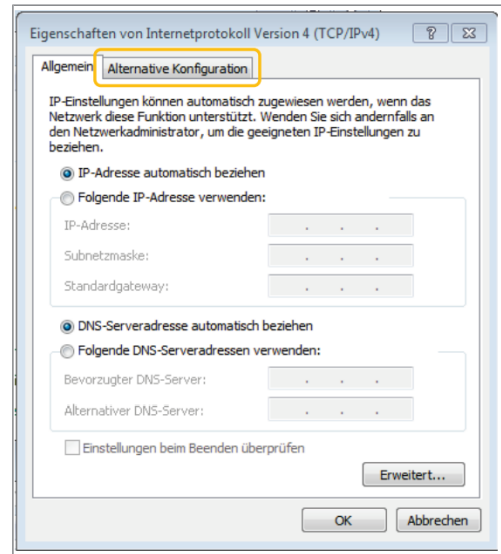 Eigenschaften von Internetprotokoll Version 4 (TCP/IPv4)
Allgemein
Alternative Konfiguration
IP-Einstellungen können automatisch zugewiesen werden, wenn das
Netzwerk diese Funktion unterstützt. Wenden Sie sich andernfalls an
den Netzwerkadministrator, um die geeigneten IP-Einstellungen zu
beziehen.
IP-Adresse automatisch beziehen
Folgende IP-Adresse verwenden:
IP-Adresse:
Subnetzmaske:
Standardgateway:
DNS-Serveradresse automatisch beziehen
Folgende DNS-Serveradressen verwenden:
Bevorzugter DNS-Server:
Alternativer DNS-Server:
Einstellungen beim Beenden überprüfen
Erweitert...
OK
Abbrechen